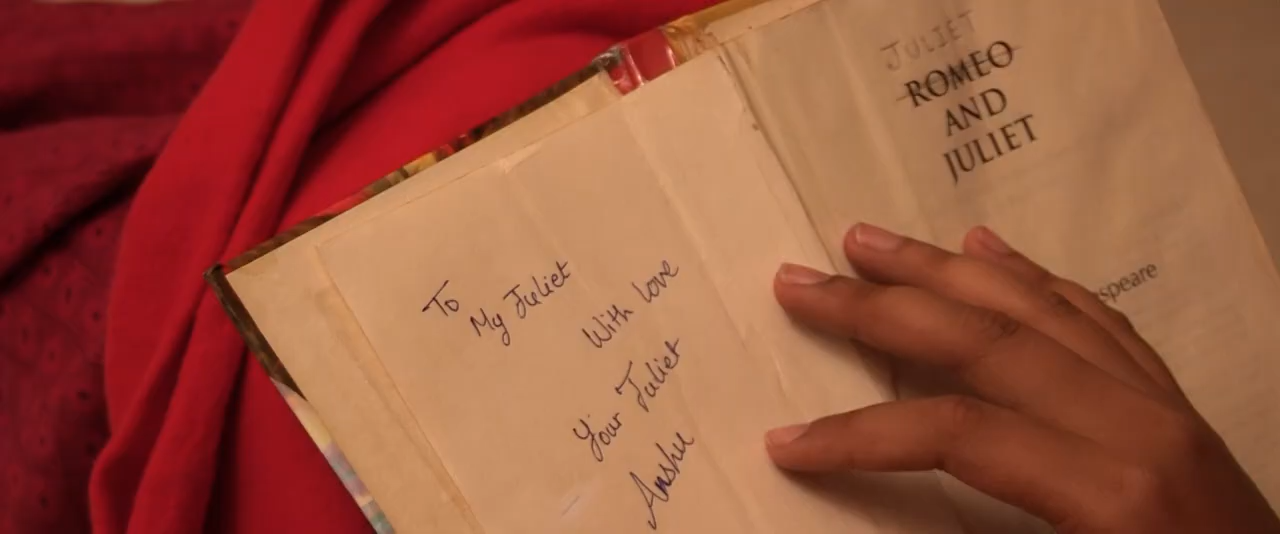 To
My Juliet
With love
Your Juliet
Anshu
JULIET
ROMEO
AND
JULIET
speare